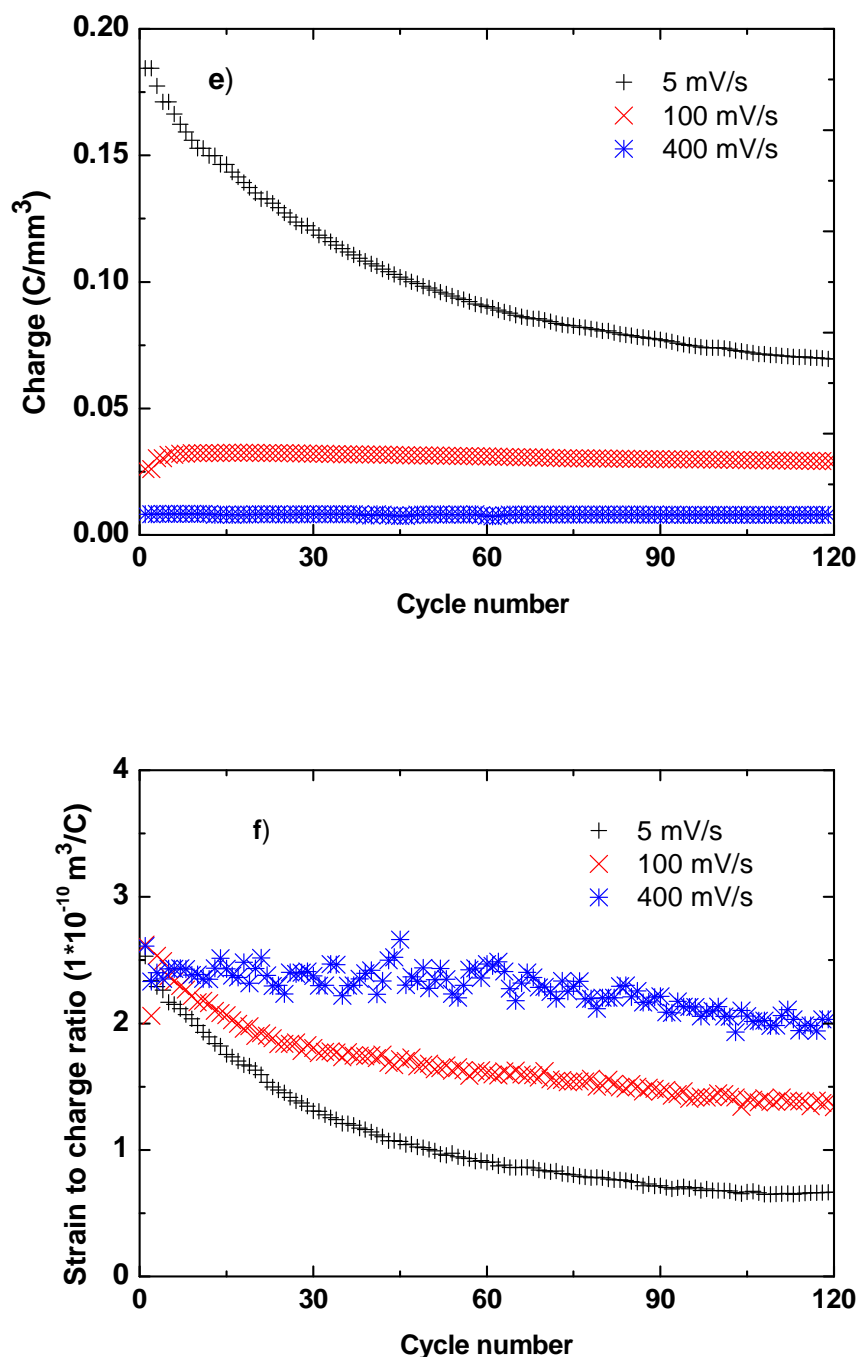 0.20
e)
5 mV/s
100 mV/s
400 mV/s
0.15
0.10
0.05
0.00
Charge (C/mm³)
0 30 60 90 120
Cycle number
4
f)
5 mV/s
100 mV/s
400 mV/s
3
2
1
0
Strain to charge ratio (1*10⁻¹⁰ m³/C)
0 30 60 90 120
Cycle number